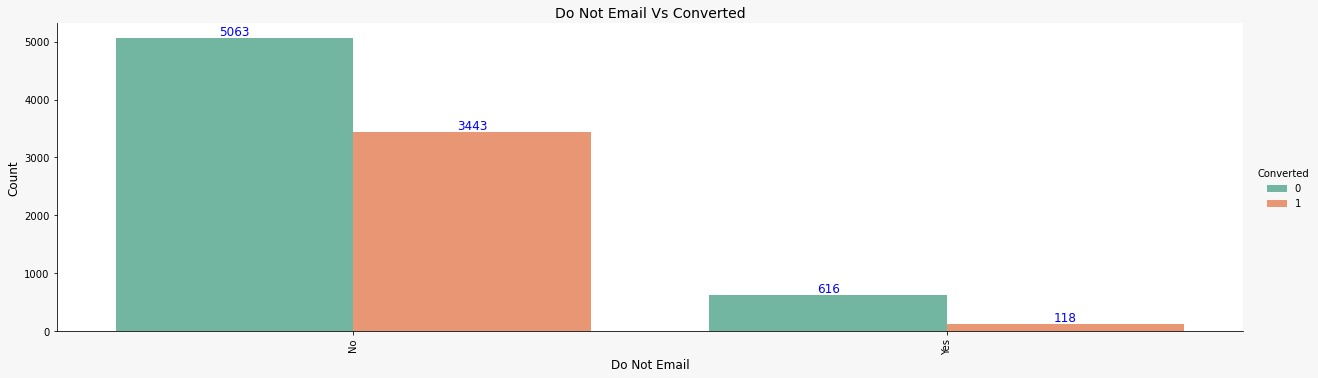 Do Not Email Vs Converted
5063
3443
616
118
5000
4000
3000
2000
1000
0
Count
No
Yes
Do Not Email
Converted
0
1